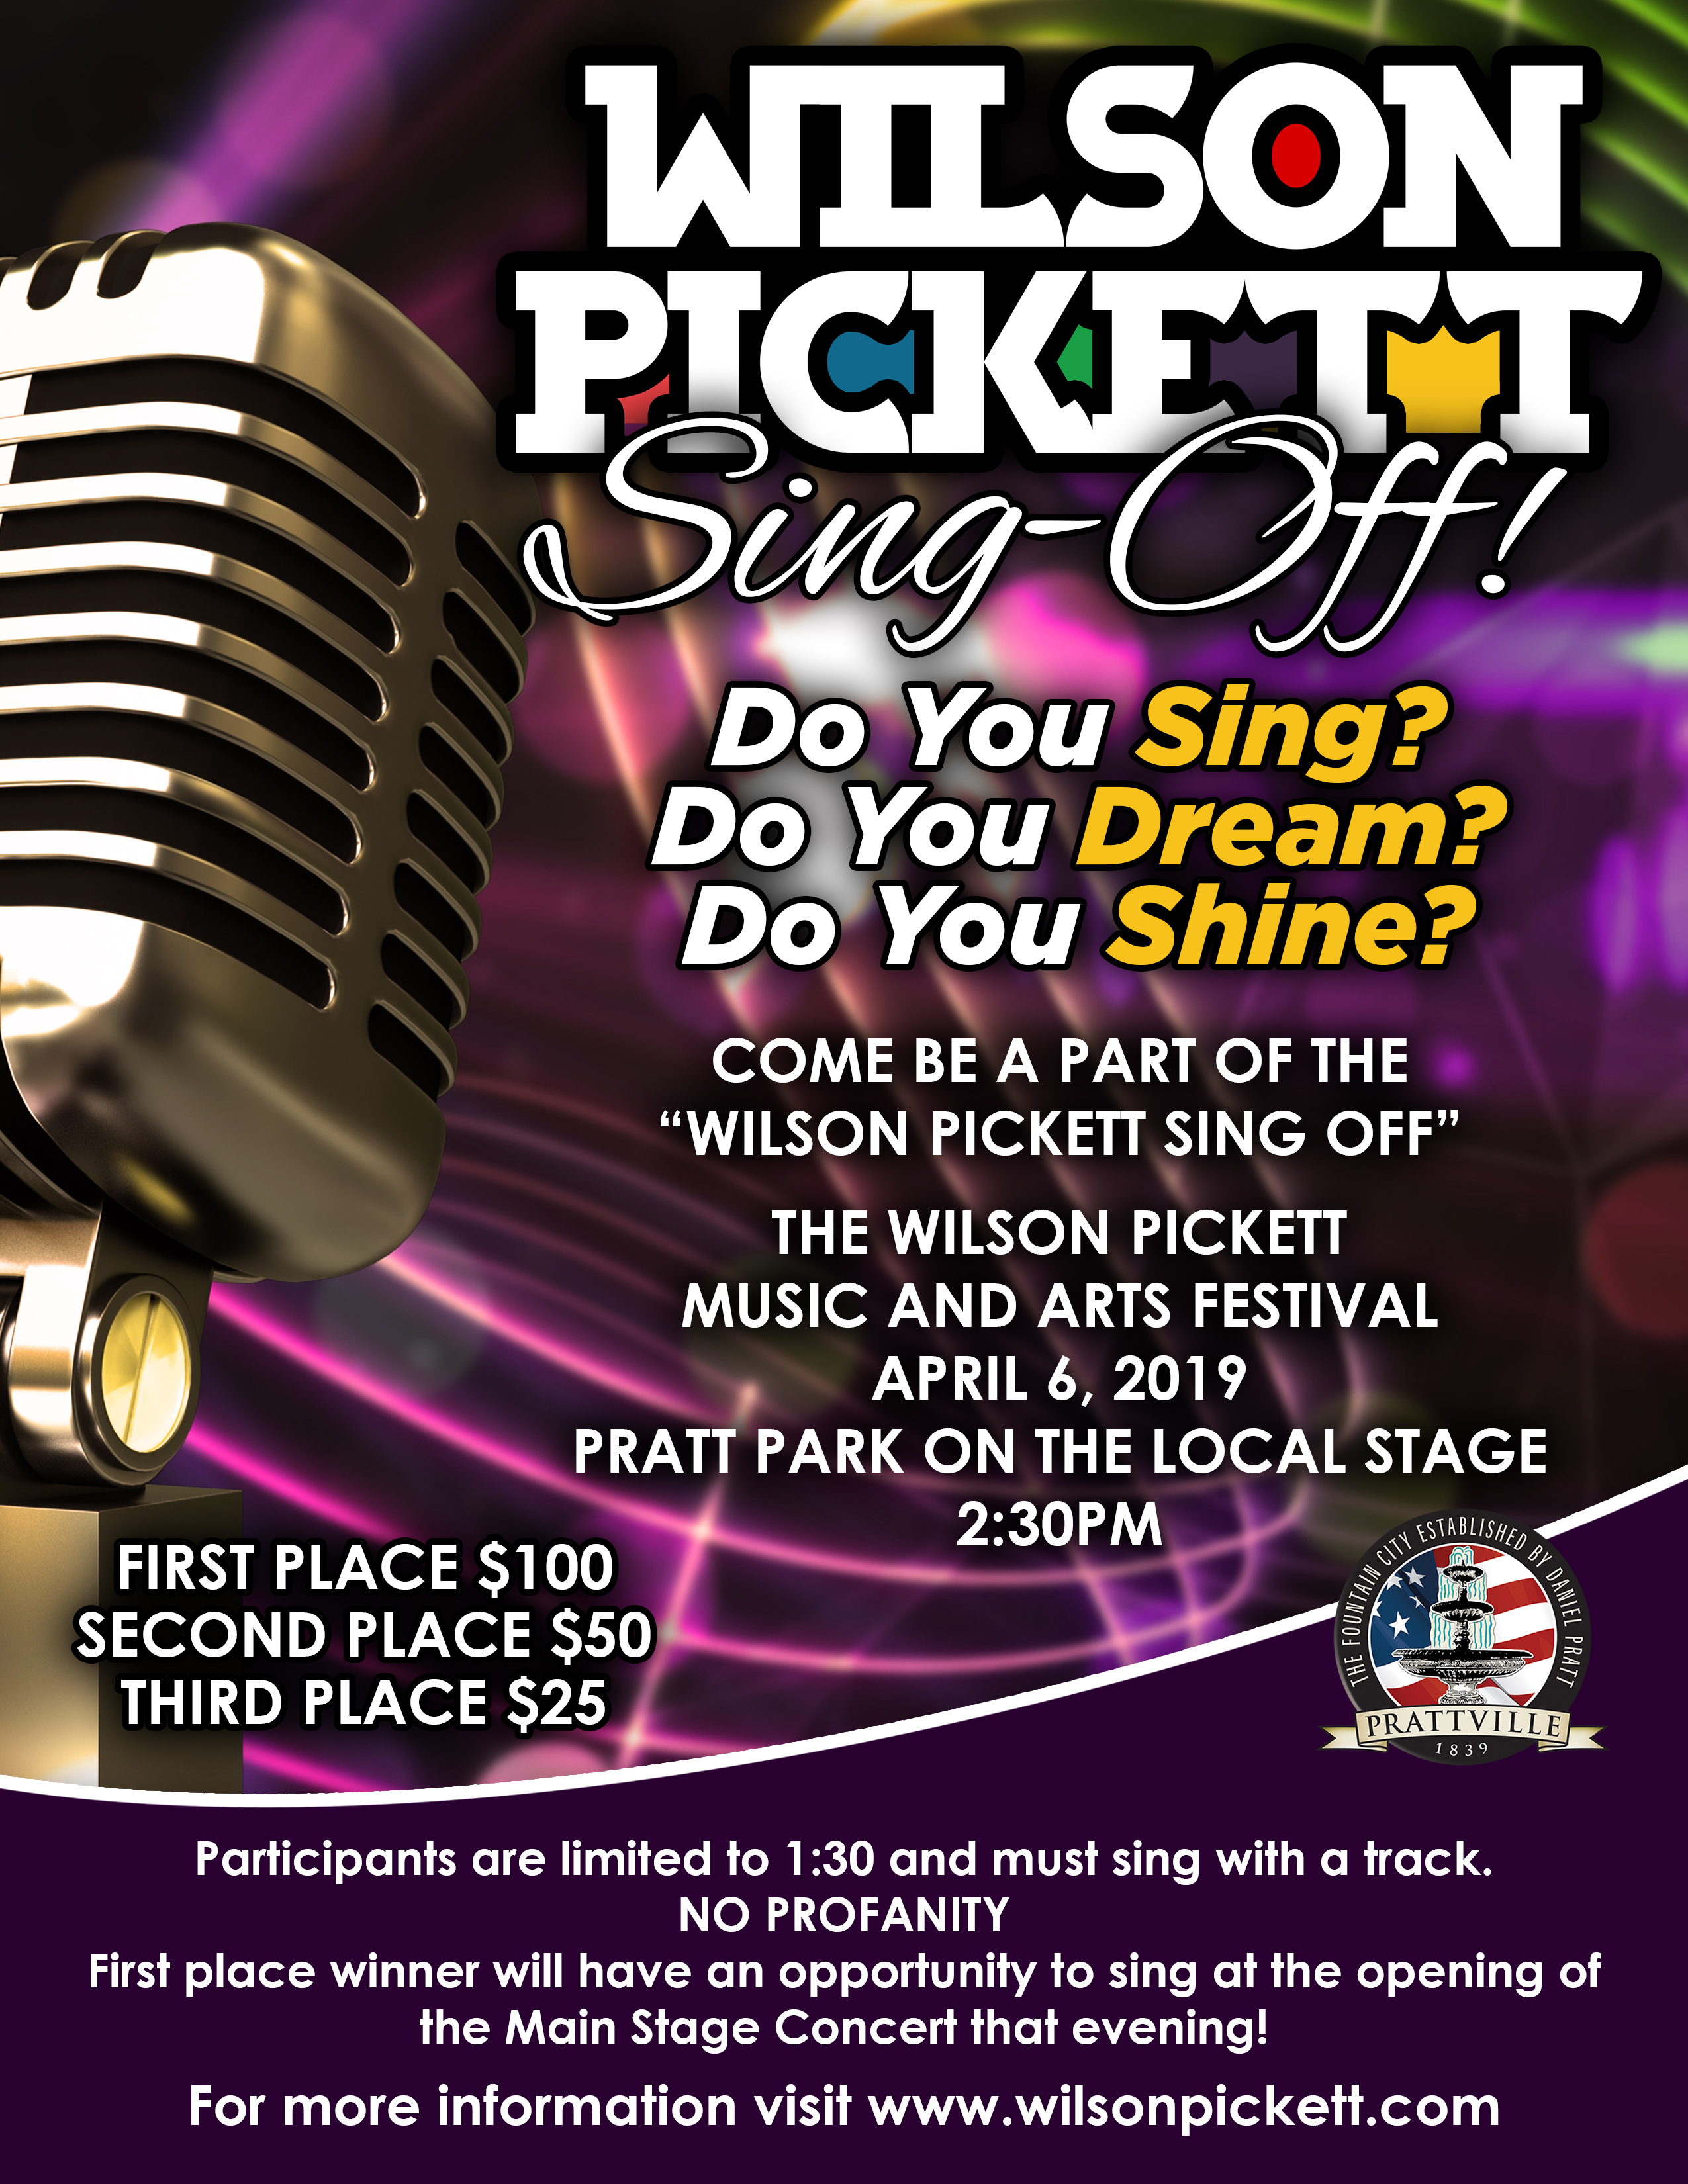 WILSON
PICKETT
Sing-Off!
Do You Sing?
Do You Dream?
Do You Shine?
COME BE A PART OF THE
“WILSON PICKETT SING OFF”
THE WILSON PICKETT
MUSIC AND ARTS FESTIVAL
APRIL 6, 2019
PRATT PARK ON THE LOCAL STAGE
2:30PM
FIRST PLACE $100
SECOND PLACE $50
THIRD PLACE $25
THE FOUNTAIN CITY ESTABLISHED BY DANIEL PRATT
PRATTVILLE
1839
Participants are limited to 1:30 and must sing with a track.
NO PROFANITY
First place winner will have an opportunity to sing at the opening of
the Main Stage Concert that evening!
For more information visit www.wilsonpickett.com